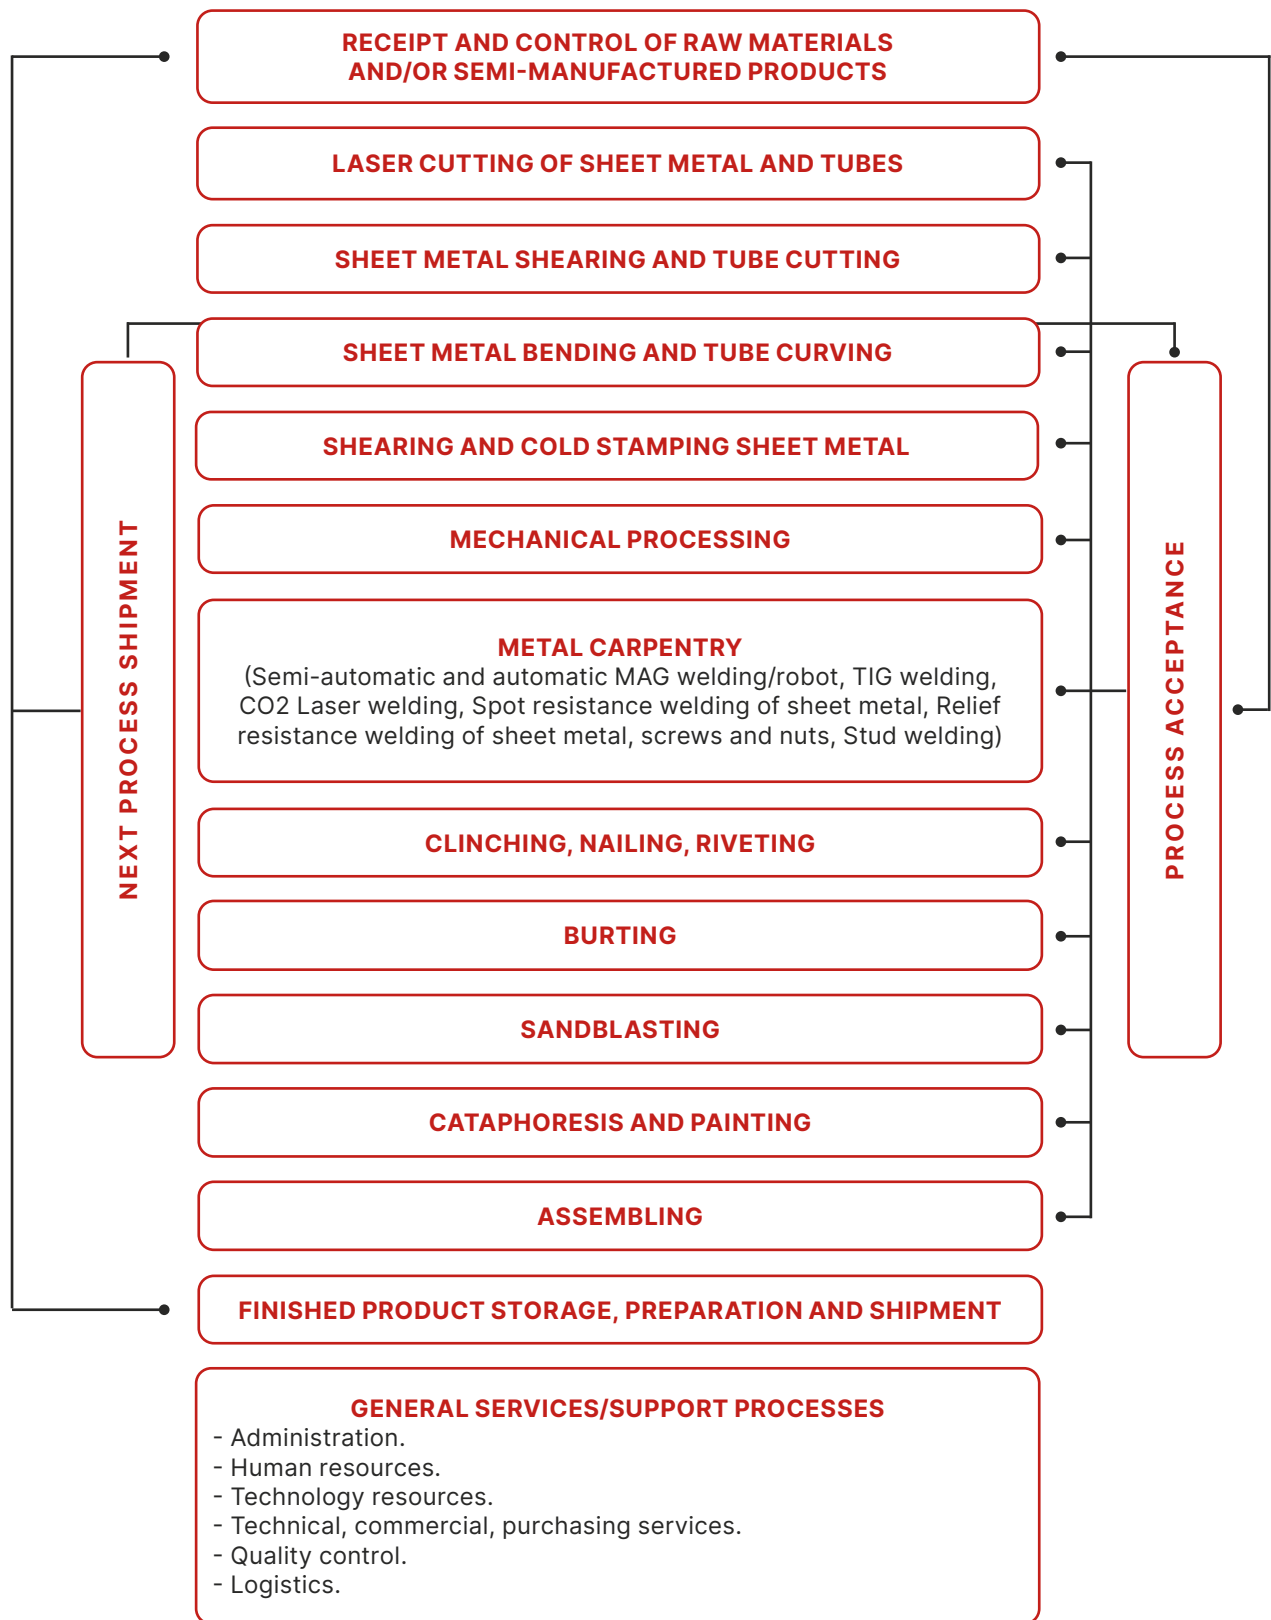 RECEIPT AND CONTROL OF RAW MATERIALS
AND/OR SEMI-MANUFACTURED PRODUCTS
LASER CUTTING OF SHEET METAL AND TUBES
SHEET METAL SHEARING AND TUBE CUTTING
SHEET METAL BENDING AND TUBE CURVING
SHEARING AND COLD STAMPING SHEET METAL
MECHANICAL PROCESSING
NEXT PROCESS SHIPMENT
METAL CARPENTRY
(Semi-automatic and automatic MAG welding/robot, TIG welding,
CO2 Laser welding, Spot resistance welding of sheet metal, Relief
resistance welding of sheet metal, screws and nuts, Stud welding)
PROCESS ACCEPTANCE
CLINCHING, NAILING, RIVETING
BURTING
SANDBLASTING
CATAPHORESIS AND PAINTING
ASSEMBLING
FINISHED PRODUCT STORAGE, PREPARATION AND SHIPMENT
GENERAL SERVICES/SUPPORT PROCESSES
- Administration.
- Human resources.
- Technology resources.
- Technical, commercial, purchasing services.
- Quality control.
- Logistics.